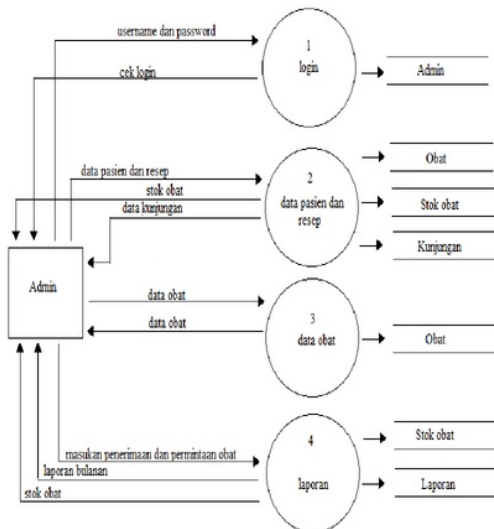 username dan password
1
login
cek login
Admin
data pasien dan resep
stok obat
data kunjungan
2
data pasien dan
resep
Obat
Stok obat
Kunjungan
Admin
data obat
data obat
3
data obat
Obat
masukan penerimaan dan permintaan obat
laporan bulanan
stok obat
4
laporan
Stok obat
Laporan